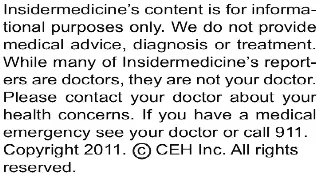 Insidermedicine's content is for informa-
tional purposes only. We do not provide
medical advice, diagnosis or treatment.
While many of Insidermedicine's report-
ers are doctors, they are not your doctor.
Please contact your doctor about your
health concerns. If you have a medical
emergency see your doctor or call 911.
Copyright 2011. © CEH Inc. All rights
reserved.